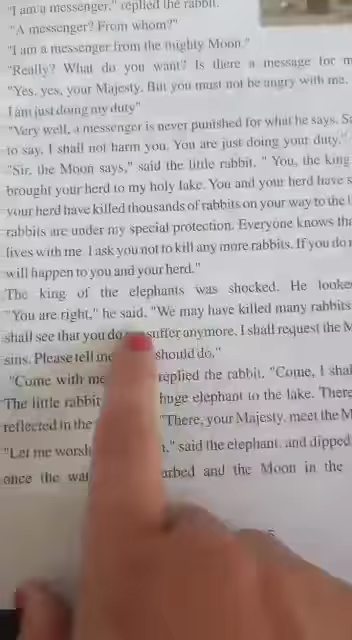 "I am a messenger," replied the rabbit.
"A messenger? From whom?"
"I am a messenger from the mighty Moon."
"Really? What do you want? Is there a message for
"Yes, yes, your Majesty. But you must not be angry with me.
I am just doing my duty"
"Very well, a messenger is never punished for what he says.
to say. I shall not harm you. You are just doing your duty."
"Sir, the Moon says," said the little rabbit, " You, the king
brought your herd to my holy lake. You and your herd have
your herd have killed thousands of rabbits on your way to the
rabbits are under my special protection. Everyone knows
lives with me. I ask you not to kill any more rabbits. If you do
will happen to you and your herd."
The king of the elephants was shocked. He
"You are right," he said. "We may have killed many rabbits
shall see that you do suffer anymore. I shall request the
sins. Please tell me should do."
"Come with me replied the rabbit. "Come, I
The little rabbit huge elephant to the lake. There
reflected in the "There, your Majesty, meet the
"Let me said the elephant, and dipped
once the and the Moon in the